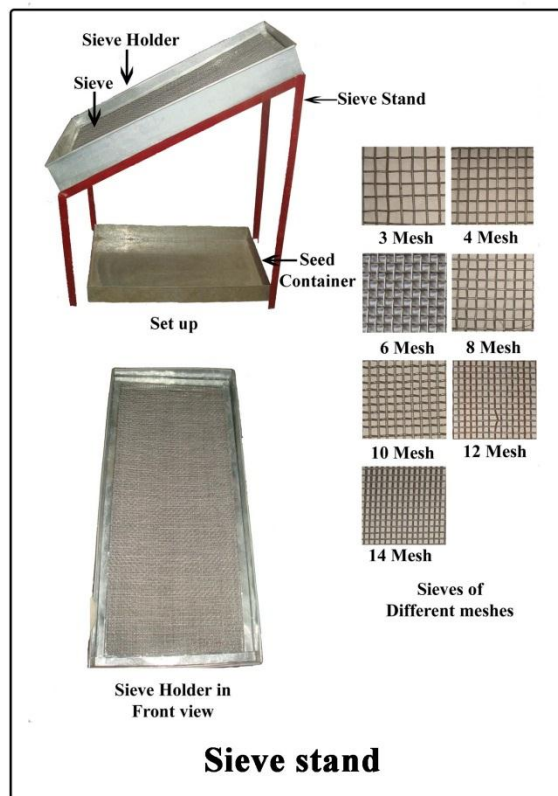 Sieve Holder
Sieve
Sieve Stand
Seed
Container
Set up
3 Mesh
4 Mesh
6 Mesh
8 Mesh
10 Mesh
12 Mesh
14 Mesh
Sieves of
Different meshes
Sieve Holder in
Front view
Sieve stand